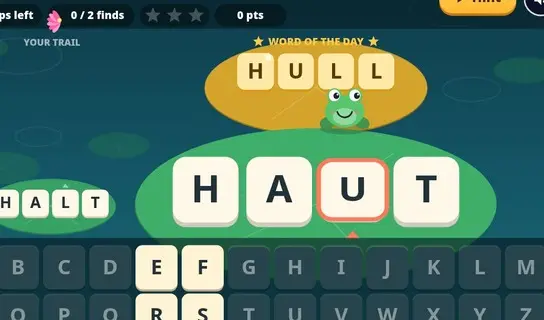 ps left 0 / 2 finds 0 pts
YOUR TRAIL
WORD OF THE DAY
HULL
HAUT
HALT
B C D E F G H I J K L M
O P Q R S T U V W X Y Z